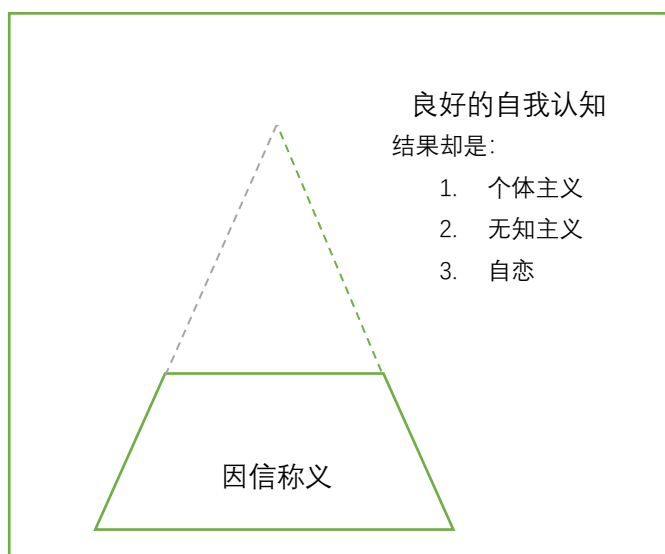 良好的自我认知
结果却是：
1. 个体主义
2. 无知主义
3. 自恋
因信称义